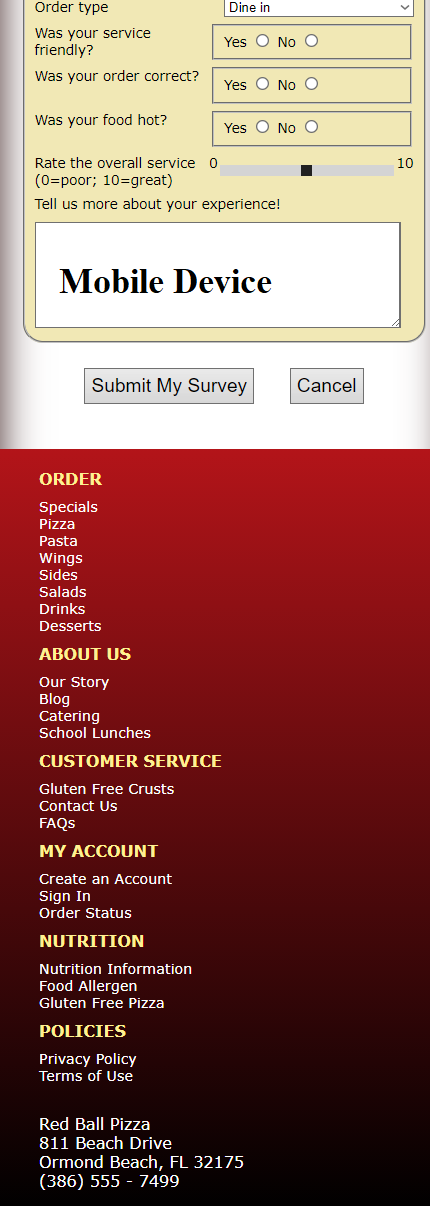 Order type
Dine in
Was your service
friendly?
Yes No
Was your order correct?
Yes No
Was your food hot?
Yes No
Rate the overall service
(0=poor; 10=great)
0 10
Tell us more about your experience!
Mobile Device
Submit My Survey Cancel
ORDER
Specials
Pizza
Pasta
Wings
Sides
Salads
Drinks
Desserts
ABOUT US
Our Story
Blog
Catering
School Lunches
CUSTOMER SERVICE
Gluten Free Crusts
Contact Us
FAQs
MY ACCOUNT
Create an Account
Sign In
Order Status
NUTRITION
Nutrition Information
Food Allergen
Gluten Free Pizza
POLICIES
Privacy Policy
Terms of Use
Red Ball Pizza
811 Beach Drive
Ormond Beach, FL 32175
(386) 555 - 7499